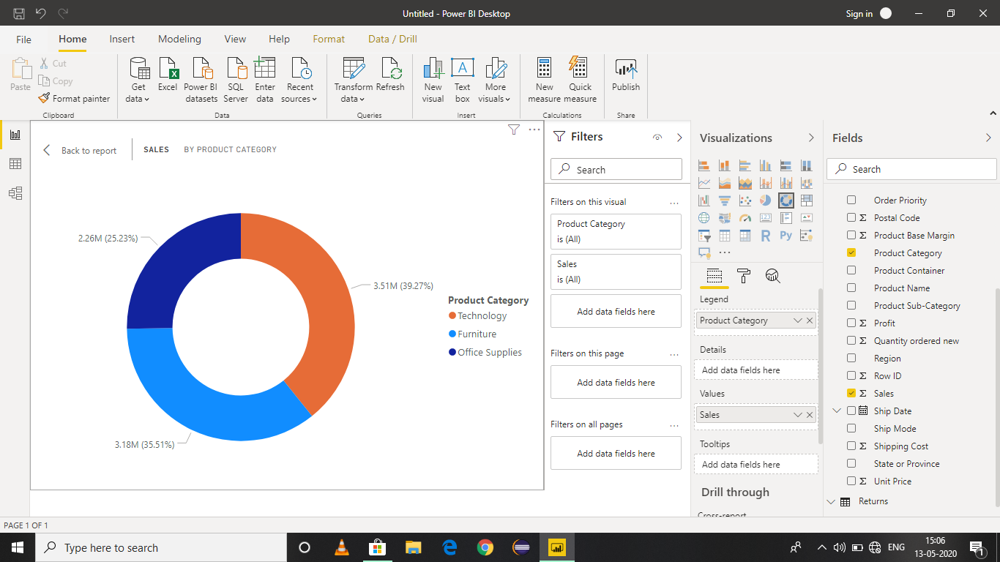 Untitled - Power BI Desktop
Sign in
File
Home
Insert
Modeling
View
Help
Format
Data / Drill
Paste
Cut
Copy
Format painter
Clipboard
Get
data
Excel
Power BI
datasets
SQL
Server
Enter
data
Recent
sources
Data
Transform
data
Refresh
Queries
New
visual
Text
box
More
visuals
Insert
New
measure
Quick
measure
Calculations
Publish
Share
Back to report
SALES
BY PRODUCT CATEGORY
2.26M (25.23%)
3.51M (39.27%)
3.18M (35.51%)
Product Category
Technology
Furniture
Office Supplies
Filters
Search
Filters on this visual
Product Category
is (All)
Sales
is (All)
Add data fields here
Filters on this page
Add data fields here
Filters on all pages
Add data fields here
Visualizations
123
R
Py
Legend
Product Category
Details
Add data fields here
Values
Sales
Tooltips
Add data fields here
Drill through
Cross-report
Fields
Search
Order Priority
Σ Postal Code
Σ Product Base Margin
Product Category
Product Container
Product Name
Product Sub-Category
Σ Profit
Σ Quantity ordered new
Region
Σ Row ID
Σ Sales
Ship Date
Ship Mode
Σ Shipping Cost
State or Province
Σ Unit Price
Returns
PAGE 1 OF 1
Type here to search
ENG
15:06
13-05-2020
1